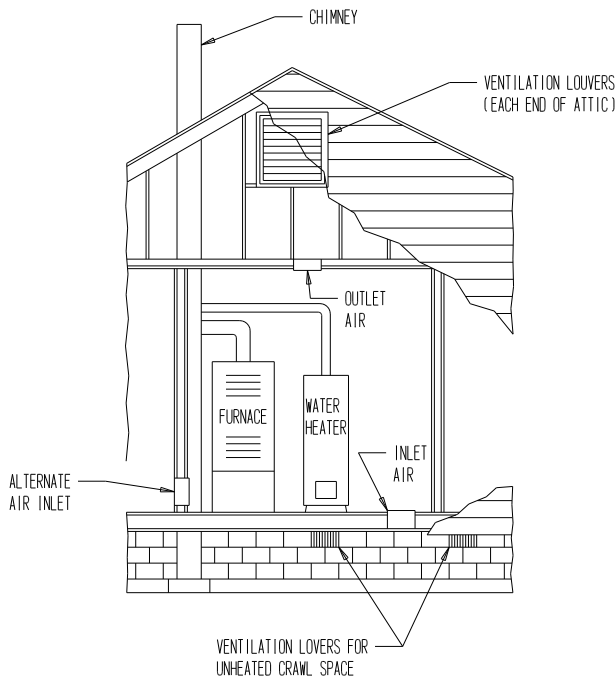 CHIMNEY
VENTILATION LOUVERS
(EACH END OF ATTIC)
OUTLET
AIR
FURNACE
WATER
HEATER
INLET
AIR
ALTERNATE
AIR INLET
VENTILATION LOVERS FOR
UNHEATED CRAWL SPACE